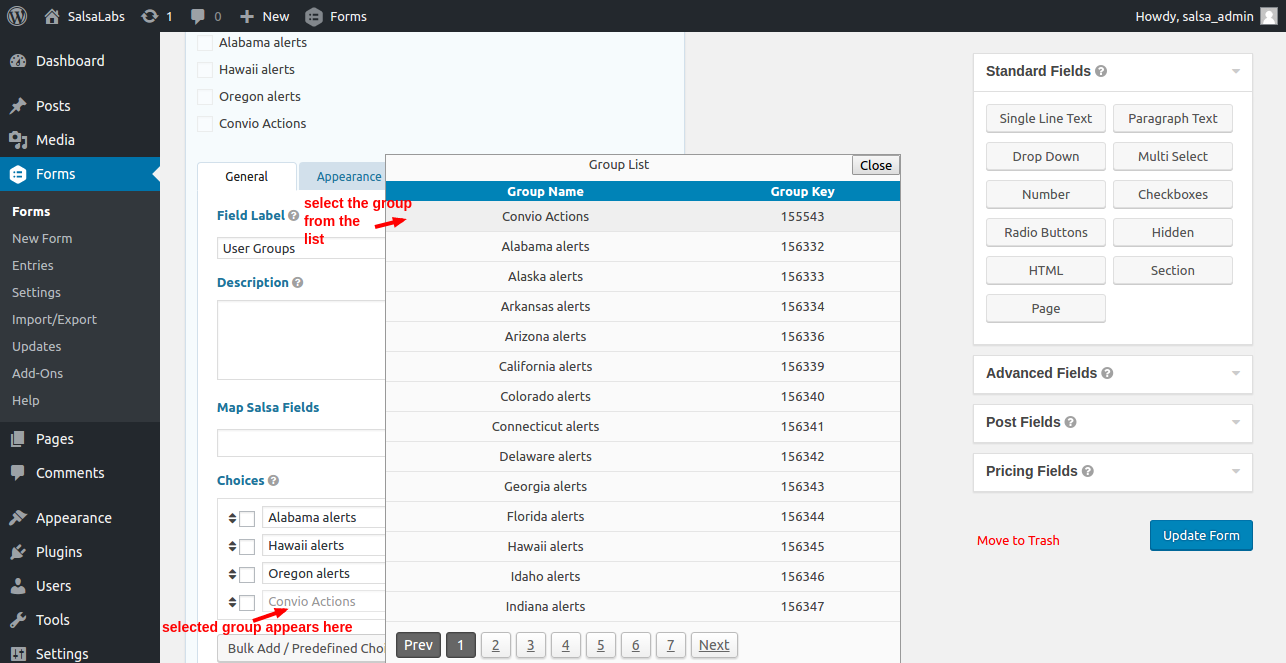 SalsaLabs 1 0 New Forms Howdy, salsa_admin
Dashboard
Posts
Media
Forms
Forms
New Form
Entries
Settings
Import/Export
Updates
Add-Ons
Help
Pages
Comments
Appearance
Plugins
Users
Tools
Settings
Alabama alerts
Hawaii alerts
Oregon alerts
Convio Actions
General Appearance
Field Label ?
User Groups
Description ?
Map Salsa Fields
Choices ?
Alabama alerts
Hawaii alerts
Oregon alerts
Convio Actions
Bulk Add / Predefined Cho
select the group
from the
list
selected group appears here
Group List Close
Group Name Group Key
Convio Actions 155543
Alabama alerts 156332
Alaska alerts 156333
Arkansas alerts 156334
Arizona alerts 156336
California alerts 156339
Colorado alerts 156340
Connecticut alerts 156341
Delaware alerts 156342
Georgia alerts 156343
Florida alerts 156344
Hawaii alerts 156345
Idaho alerts 156346
Indiana alerts 156347
Prev 1 2 3 4 5 6 7 Next
Standard Fields ?
Single Line Text Paragraph Text
Drop Down Multi Select
Number Checkboxes
Radio Buttons Hidden
HTML Section
Page
Advanced Fields ?
Post Fields ?
Pricing Fields ?
Move to Trash Update Form